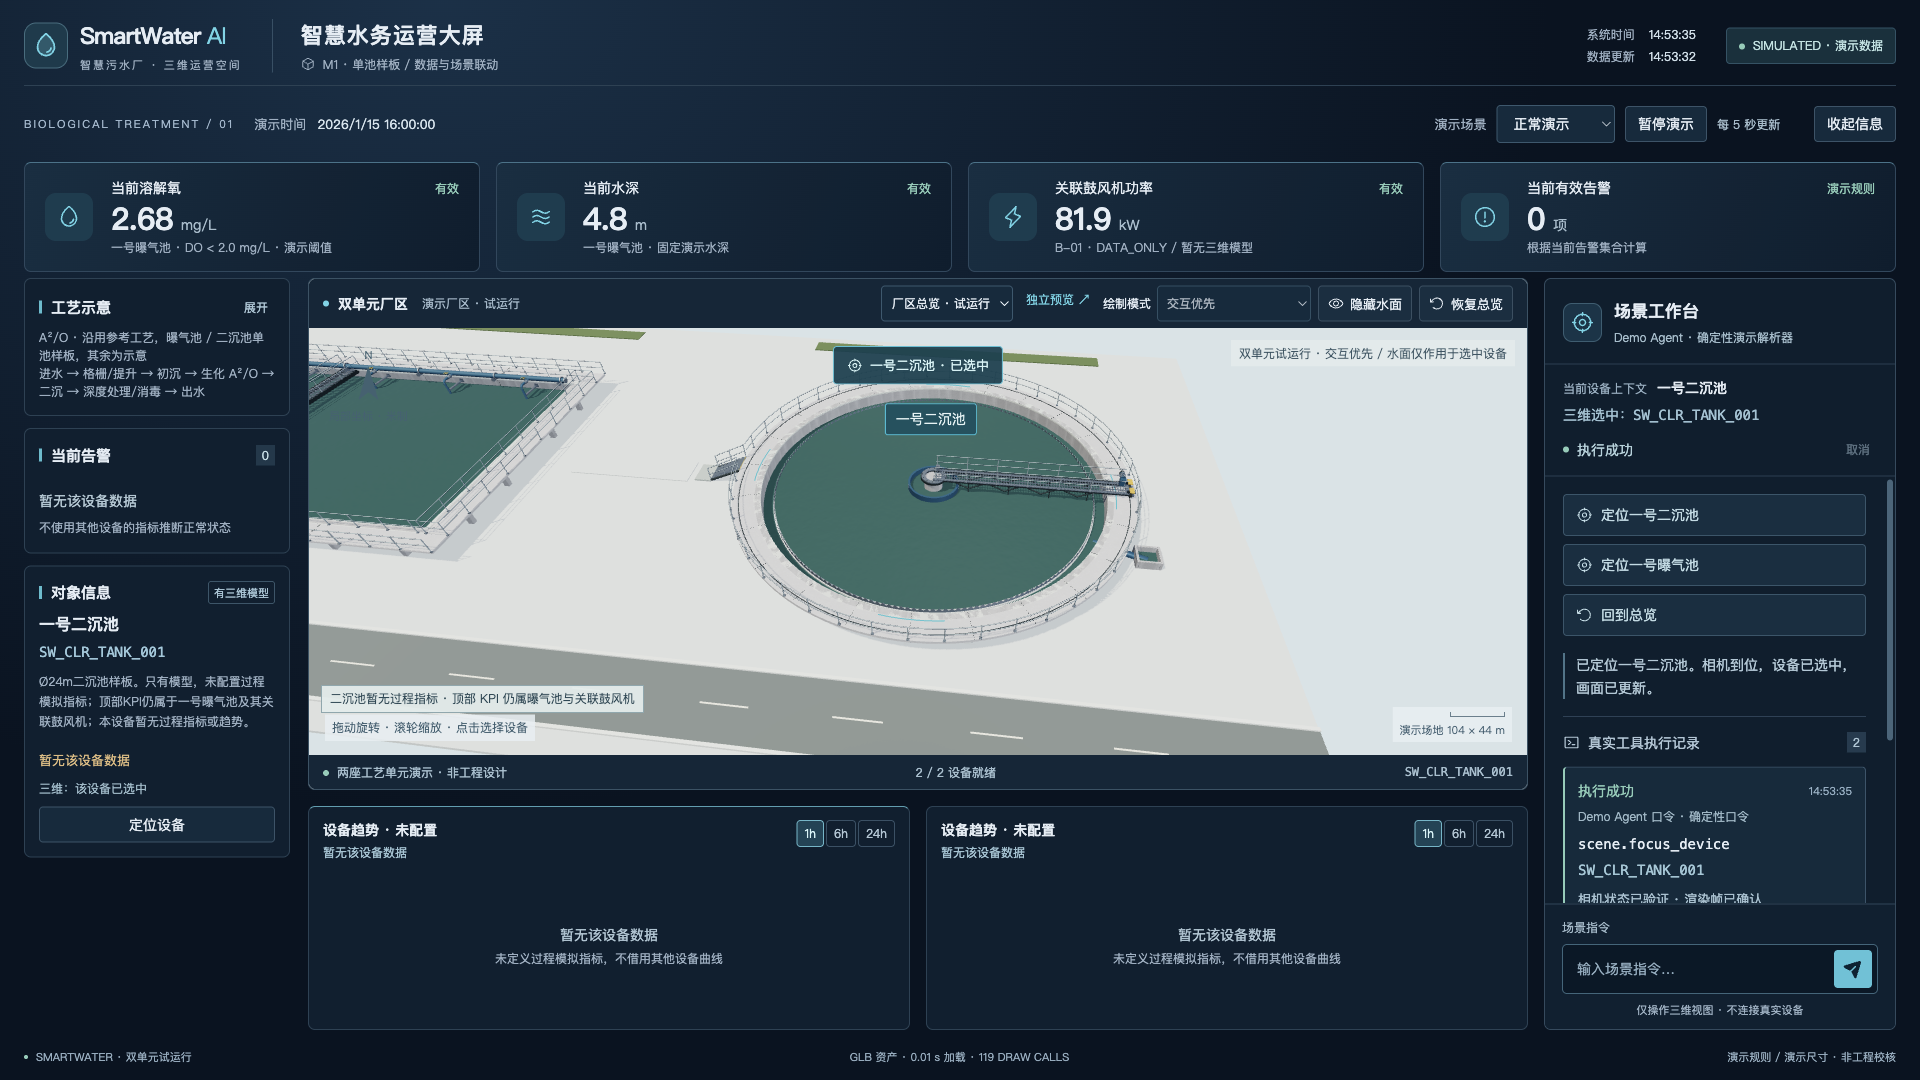 SmartWater AI
智慧污水厂 · 三维运营空间
智慧水务运营大屏
M1 · 单池样板 / 数据与场景联动
系统时间 14:53:35
数据更新 14:53:32
SIMULATED · 演示数据
BIOLOGICAL TREATMENT / 01
演示时间 2026/1/15 16:00:00
演示场景
正常演示
暂停演示
每 5 秒更新
收起信息
当前溶解氧
有效
2.68 mg/L
一号曝气池 · DO < 2.0 mg/L · 演示阈值
当前水深
有效
4.8 m
一号曝气池 · 固定演示水深
关联鼓风机功率
有效
81.9 kW
B-01 · DATA_ONLY / 暂无三维模型
当前有效告警
演示规则
0 项
根据当前告警集合计算
工艺示意
展开
A²/O · 沿用参考工艺，曝气池 / 二沉池单
池样板，其余为示意
进水 → 格栅/提升 → 初沉 → 生化 A²/O →
二沉 → 深度处理/消毒 → 出水
当前告警
0
暂无该设备数据
不使用其他设备的指标推断正常状态
对象信息
有三维模型
一号二沉池
SW_CLR_TANK_001
Ø24m二沉池样板。只有模型，未配置过程
模拟指标；顶部KPI仍属于一号曝气池及其关
联鼓风机；本设备暂无过程指标或趋势。
暂无该设备数据
三维：该设备已选中
定位设备
双单元厂区
演示厂区 · 试运行
厂区总览 · 试运行
独立预览 ↗
绘制模式
交互优先
隐藏水面
恢复总览
N
一号二沉池 · 已选中
一号二沉池
双单元试运行 · 交互优先 / 水面仅作用于选中设备
二沉池暂无过程指标 · 顶部 KPI 仍属曝气池与关联鼓风机
拖动旋转 · 滚轮缩放 · 点击选择设备
演示场地 104 × 44 m
两座工艺单元演示 · 非工程设计
2 / 2 设备就绪
SW_CLR_TANK_001
设备趋势 · 未配置
暂无该设备数据
1h
6h
24h
暂无该设备数据
未定义过程模拟指标，不借用其他设备曲线
设备趋势 · 未配置
暂无该设备数据
1h
6h
24h
暂无该设备数据
未定义过程模拟指标，不借用其他设备曲线
场景工作台
Demo Agent · 确定性演示解析器
当前设备上下文 一号二沉池
三维选中：SW_CLR_TANK_001
执行成功
取消
定位一号二沉池
定位一号曝气池
回到总览
已定位一号二沉池。相机到位，设备已选中，
画面已更新。
真实工具执行记录
2
执行成功
14:53:35
Demo Agent 口令 · 确定性口令
scene.focus_device
SW_CLR_TANK_001
相机状态已验证 · 渲染帧已确认
场景指令
输入场景指令...
仅操作三维视图 · 不连接真实设备
SMARTWATER · 双单元试运行
GLB 资产 · 0.01 s 加载 · 119 DRAW CALLS
演示规则 / 演示尺寸 · 非工程校核